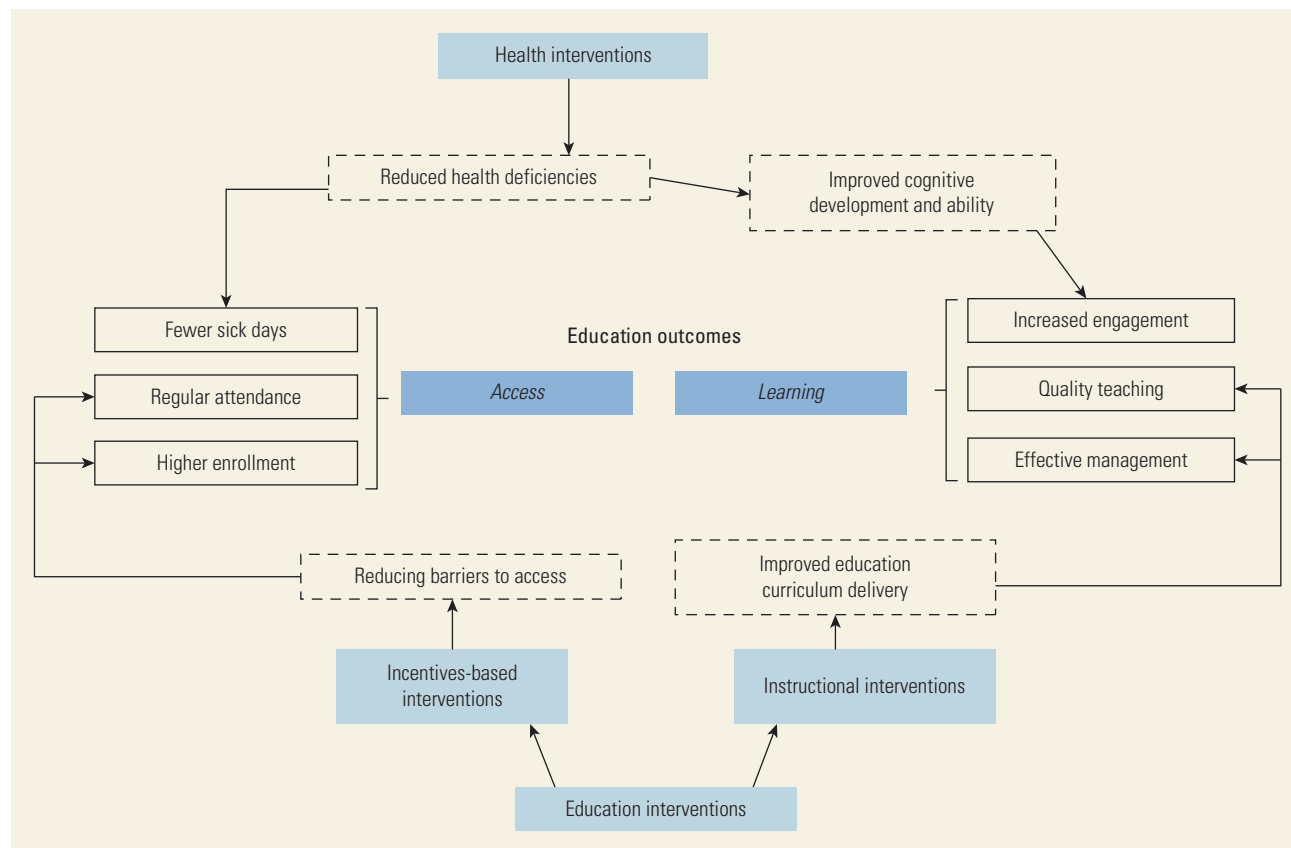 Health interventions
Reduced health deficiencies
Improved cognitive
development and ability
Fewer sick days
Regular attendance
Higher enrollment
Education outcomes
Access
Learning
Increased engagement
Quality teaching
Effective management
Reducing barriers to access
Improved education
curriculum delivery
Incentives-based
interventions
Instructional interventions
Education interventions